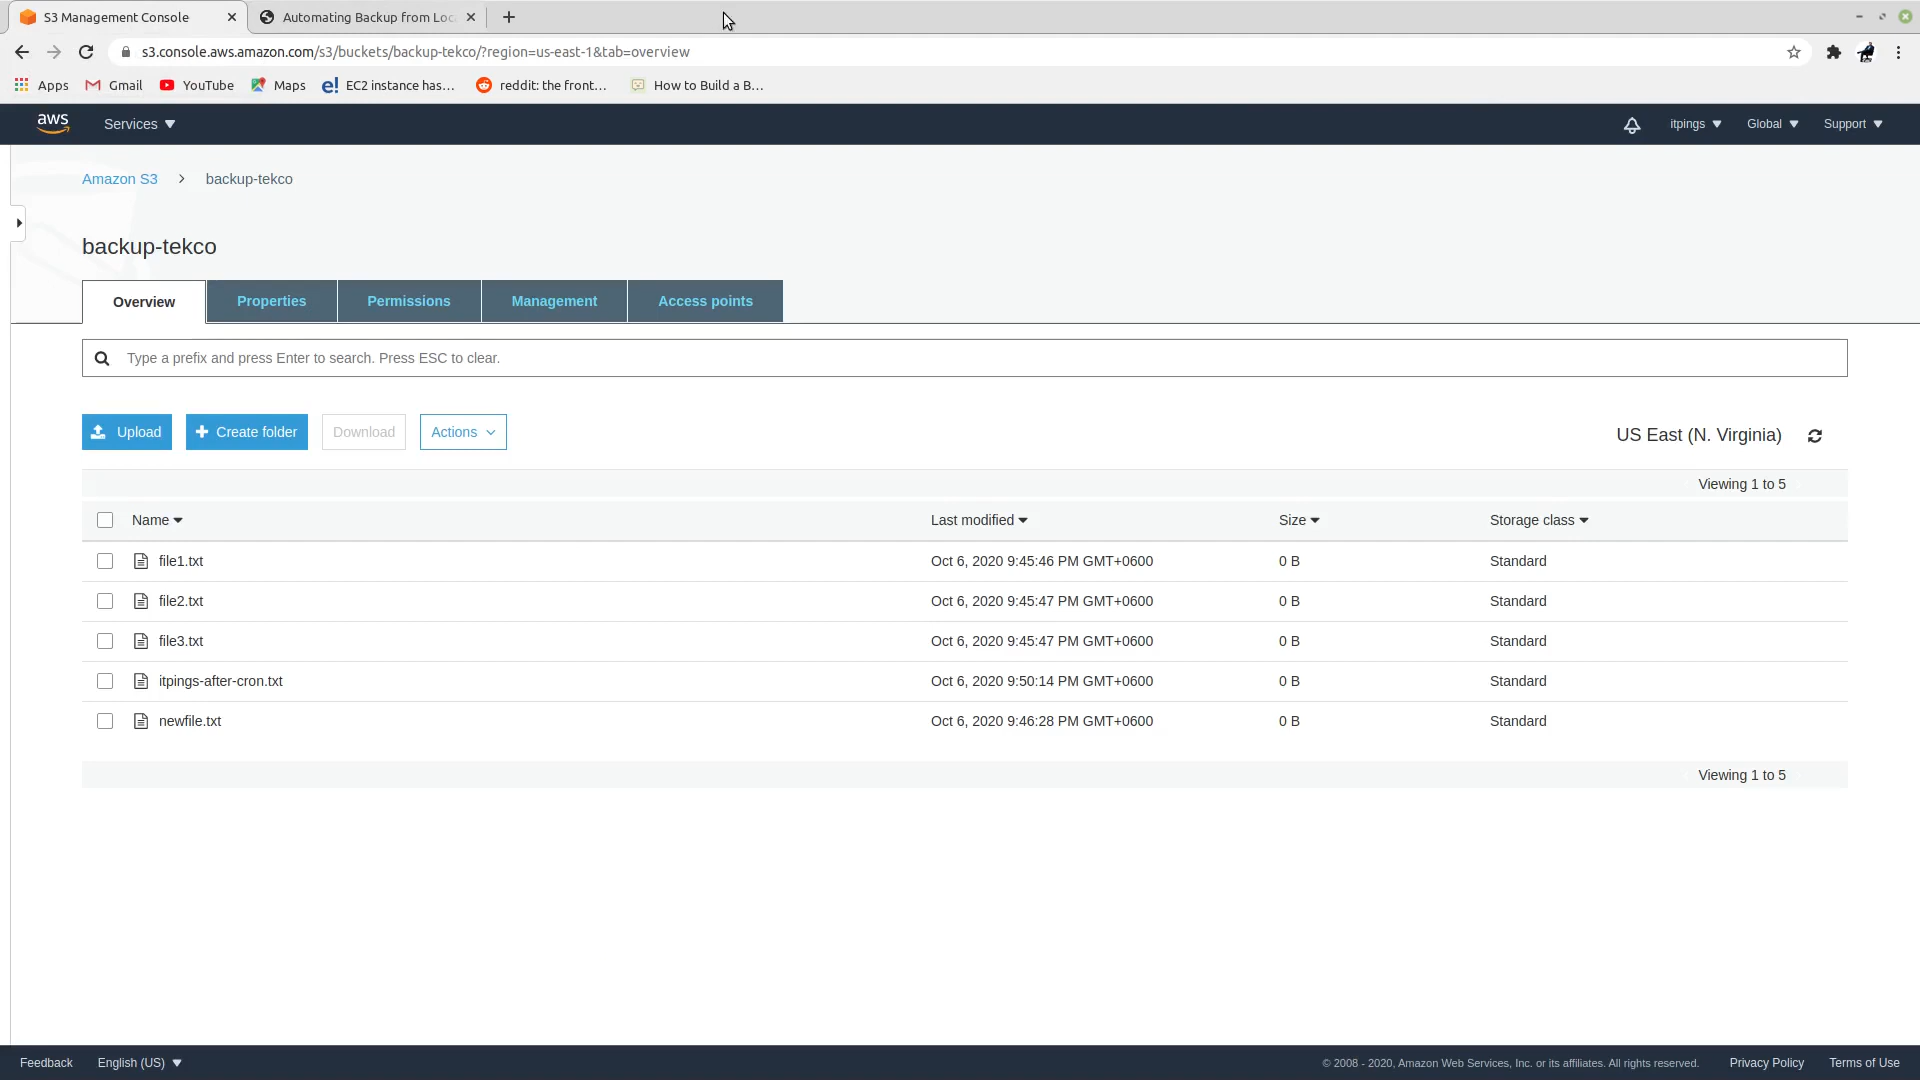 S3 Management Console
Automating Backup from Loc
s3.console.aws.amazon.com/s3/buckets/backup-tekco/?region=us-east-1&tab=overview
Apps Gmail YouTube Maps e! EC2 instance has... reddit: the front... How to Build a B...
aws Services itpings Global Support
Amazon S3 > backup-tekco
backup-tekco
Overview Properties Permissions Management Access points
Type a prefix and press Enter to search. Press ESC to clear.
Upload Create folder Download Actions US East (N. Virginia)
Viewing 1 to 5
Name Last modified Size Storage class
file1.txt Oct 6, 2020 9:45:46 PM GMT+0600 0 B Standard
file2.txt Oct 6, 2020 9:45:47 PM GMT+0600 0 B Standard
file3.txt Oct 6, 2020 9:45:47 PM GMT+0600 0 B Standard
itpings-after-cron.txt Oct 6, 2020 9:50:14 PM GMT+0600 0 B Standard
newfile.txt Oct 6, 2020 9:46:28 PM GMT+0600 0 B Standard
Viewing 1 to 5
Feedback English (US) © 2008 - 2020, Amazon Web Services, Inc. or its affiliates. All rights reserved. Privacy Policy Terms of Use